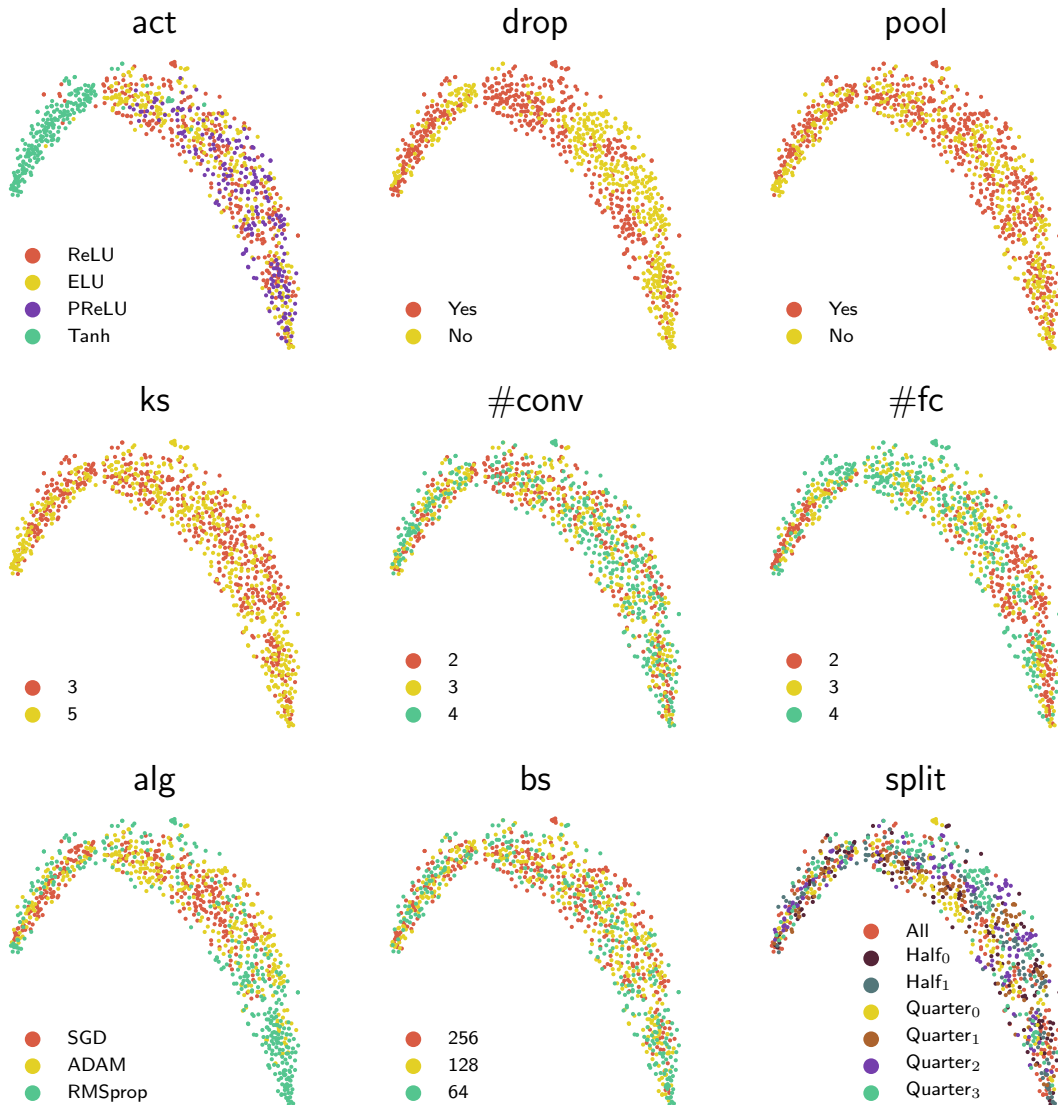 act
drop
pool
ReLU
ELU
PReLU
Tanh
Yes
No
Yes
No
ks
#conv
#fc
3
5
2
3
4
2
3
4
alg
bs
split
SGD
ADAM
RMSprop
256
128
64
All
Half₀
Half₁
Quarter₀
Quarter₁
Quarter₂
Quarter₃